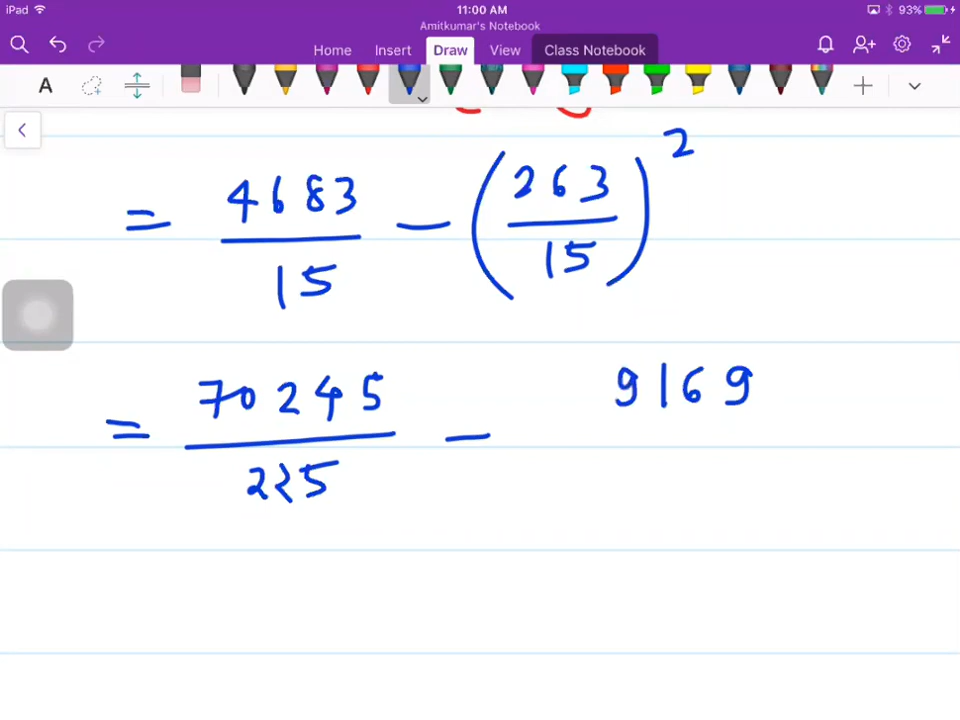 iPad 11:00 AM 93%
Amitkumar's Notebook
Home Insert Draw View Class Notebook
A
= 4683/15 - (263/15)²
= 70245/225 - 9169